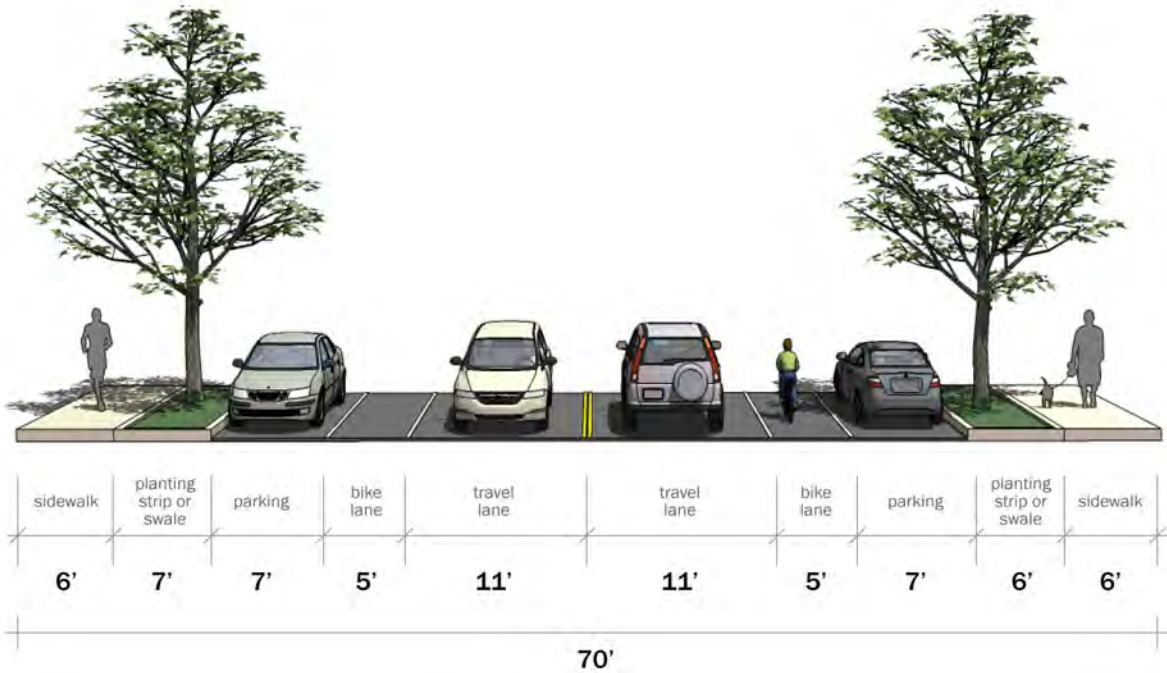 sidewalk
planting
strip or
swale
parking
bike
lane
travel
lane
travel
lane
bike
lane
parking
planting
strip or
swale
sidewalk
6' 7' 7' 5' 11' 11' 5' 7' 6' 6'
70'